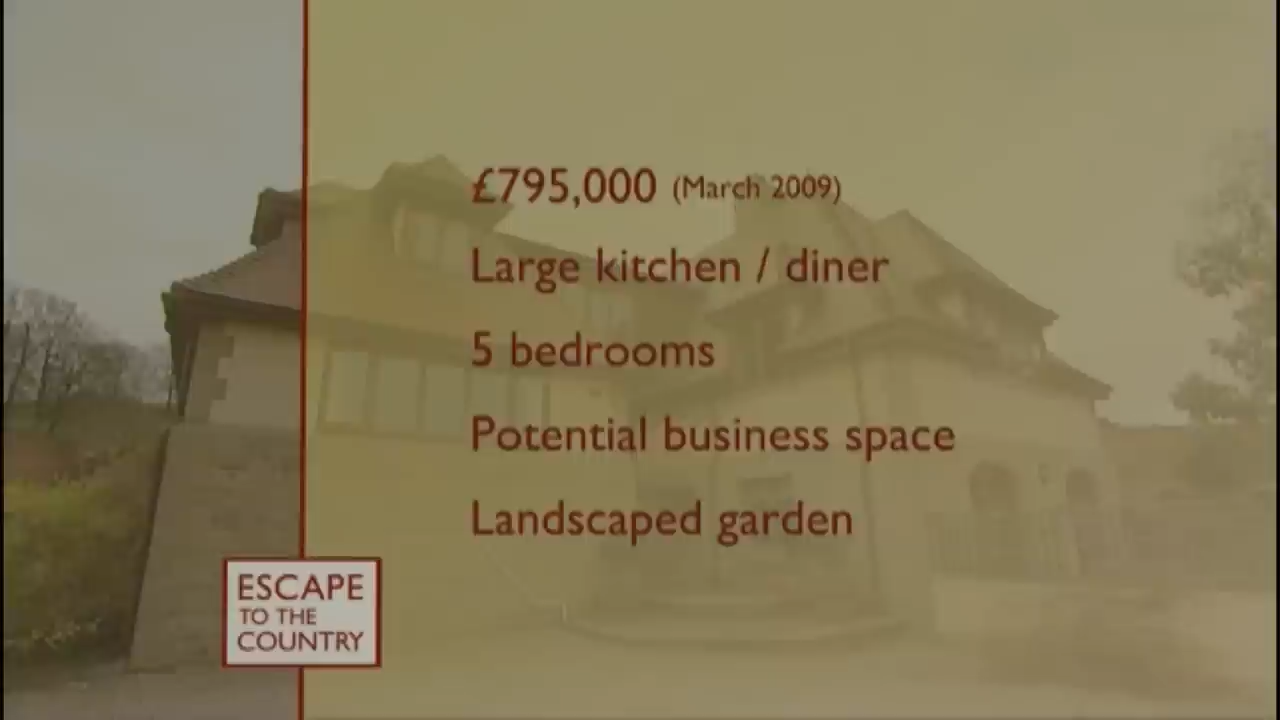 £795,000 (March 2009)
Large kitchen / diner
5 bedrooms
Potential business space
Landscaped garden
ESCAPE
TO THE
COUNTRY